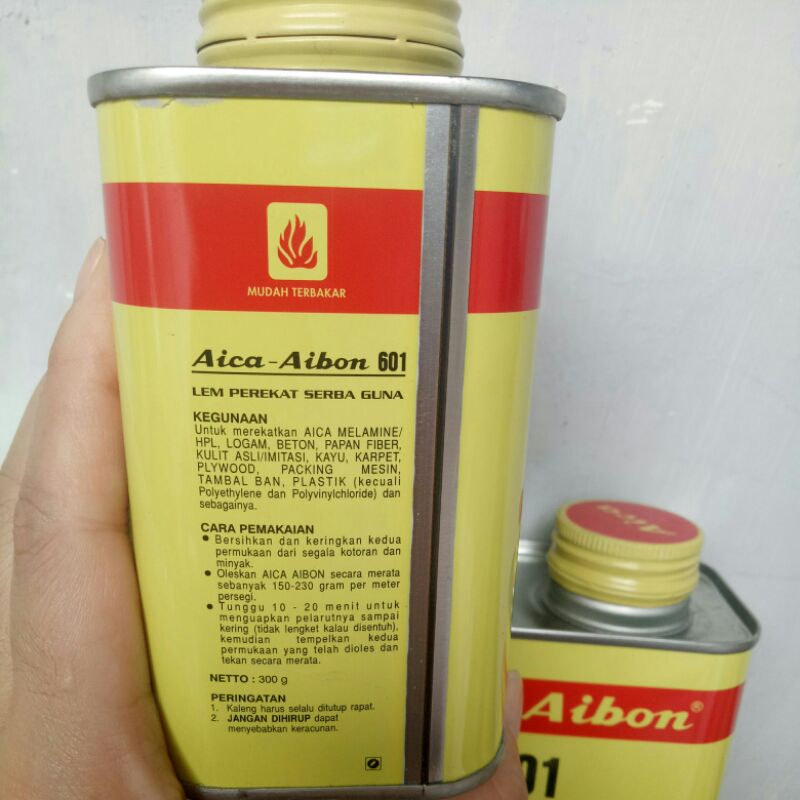 MUDAH TERBAKAR
Aica-Aibon 601
LEM PEREKAT SERBA GUNA
KEGUNAAN
Untuk merekatkan AICA MELAMINE/
HPL, LOGAM, BETON, PAPAN FIBER,
KULIT ASLI/IMITASI, KAYU, KARPET,
PLYWOOD, PACKING MESIN,
TAMBAL BAN, PLASTIK (kecuali
Polyethylene dan Polyvinylchloride) dan
sebagainya.
CARA PEMAKAIAN
● Bersihkan dan keringkan kedua
permukaan dari segala kotoran dan
minyak.
● Oleskan AICA AIBON secara merata
sebanyak 150-230 gram per meter
persegi.
● Tunggu 10 - 20 menit untuk
menguapkan pelarutnya sampai
kering (tidak lengket kalau disentuh),
kemudian tempelkan kedua
permukaan yang telah dioles dan
tekan secara merata.
NETTO : 300 g
PERINGATAN
1. Kaleng harus selalu ditutup rapat.
2. JANGAN DIHIRUP dapat
menyebabkan keracunan.
Aica
Aibon®
01